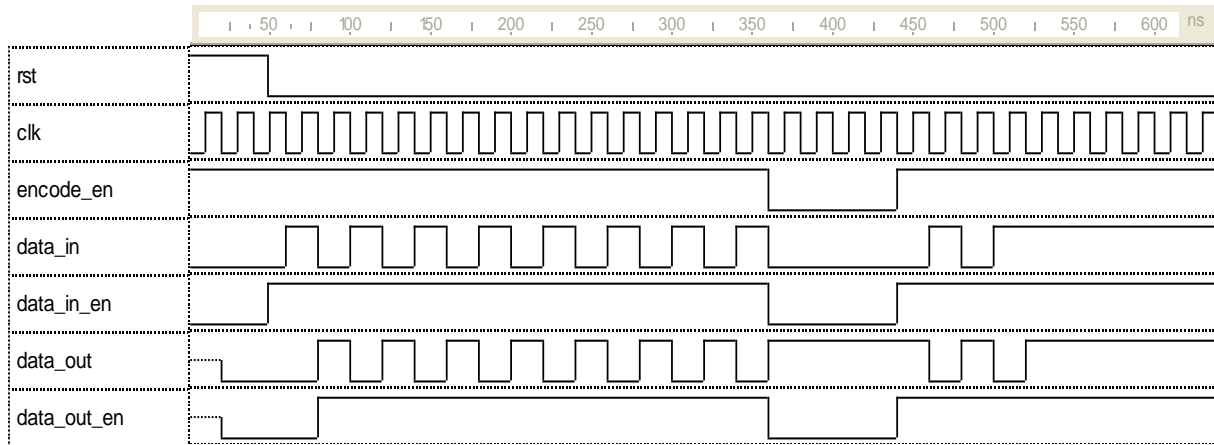 50 100 150 200 250 300 350 400 450 500 550 600 ns
rst
clk
encode_en
data_in
data_in_en
data_out
data_out_en